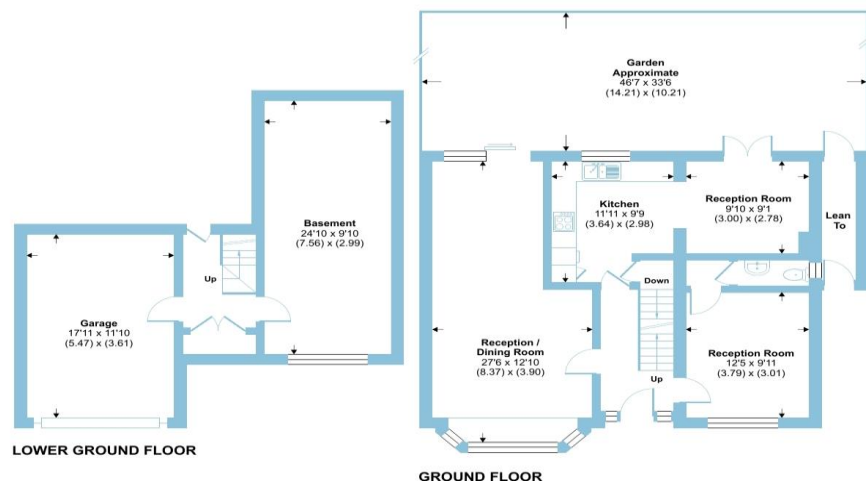 Garden
Approximate
46'7 x 33'6
(14.21) x (10.21)
Basement
24'10 x 9'10
(7.56) x (2.99)
Up
Garage
17'11 x 11'10
(5.47) x (3.61)
LOWER GROUND FLOOR
Kitchen
11'11 x 9'9
(3.64) x (2.98)
Reception Room
9'10 x 9'1
(3.00) x (2.78)
Lean
To
Down
Reception /
Dining Room
27'6 x 12'10
(8.37) x (3.90)
Reception Room
12'5 x 9'11
(3.79) x (3.01)
Up
GROUND FLOOR